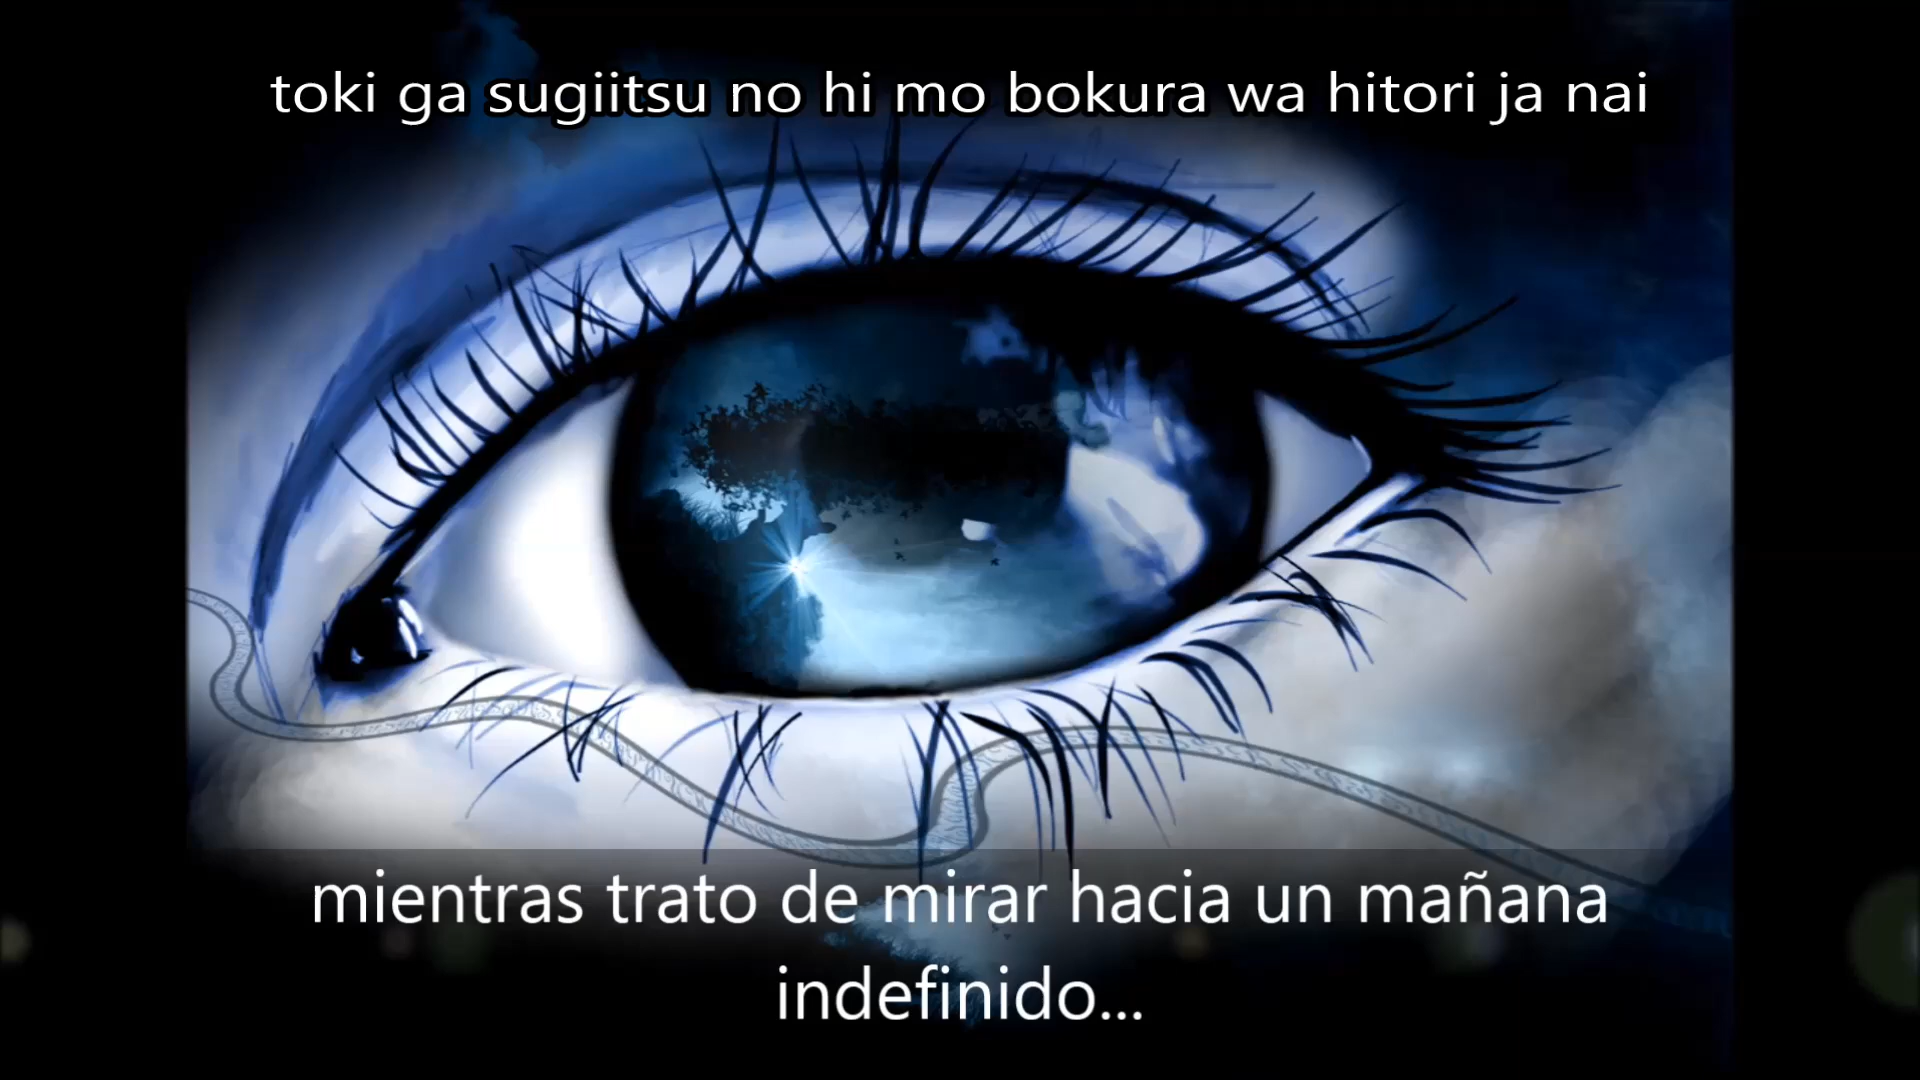 toki ga sugiitsu no hi mo bokura wa hitori ja nai
mientras trato de mirar hacia un mañana
indefinido...